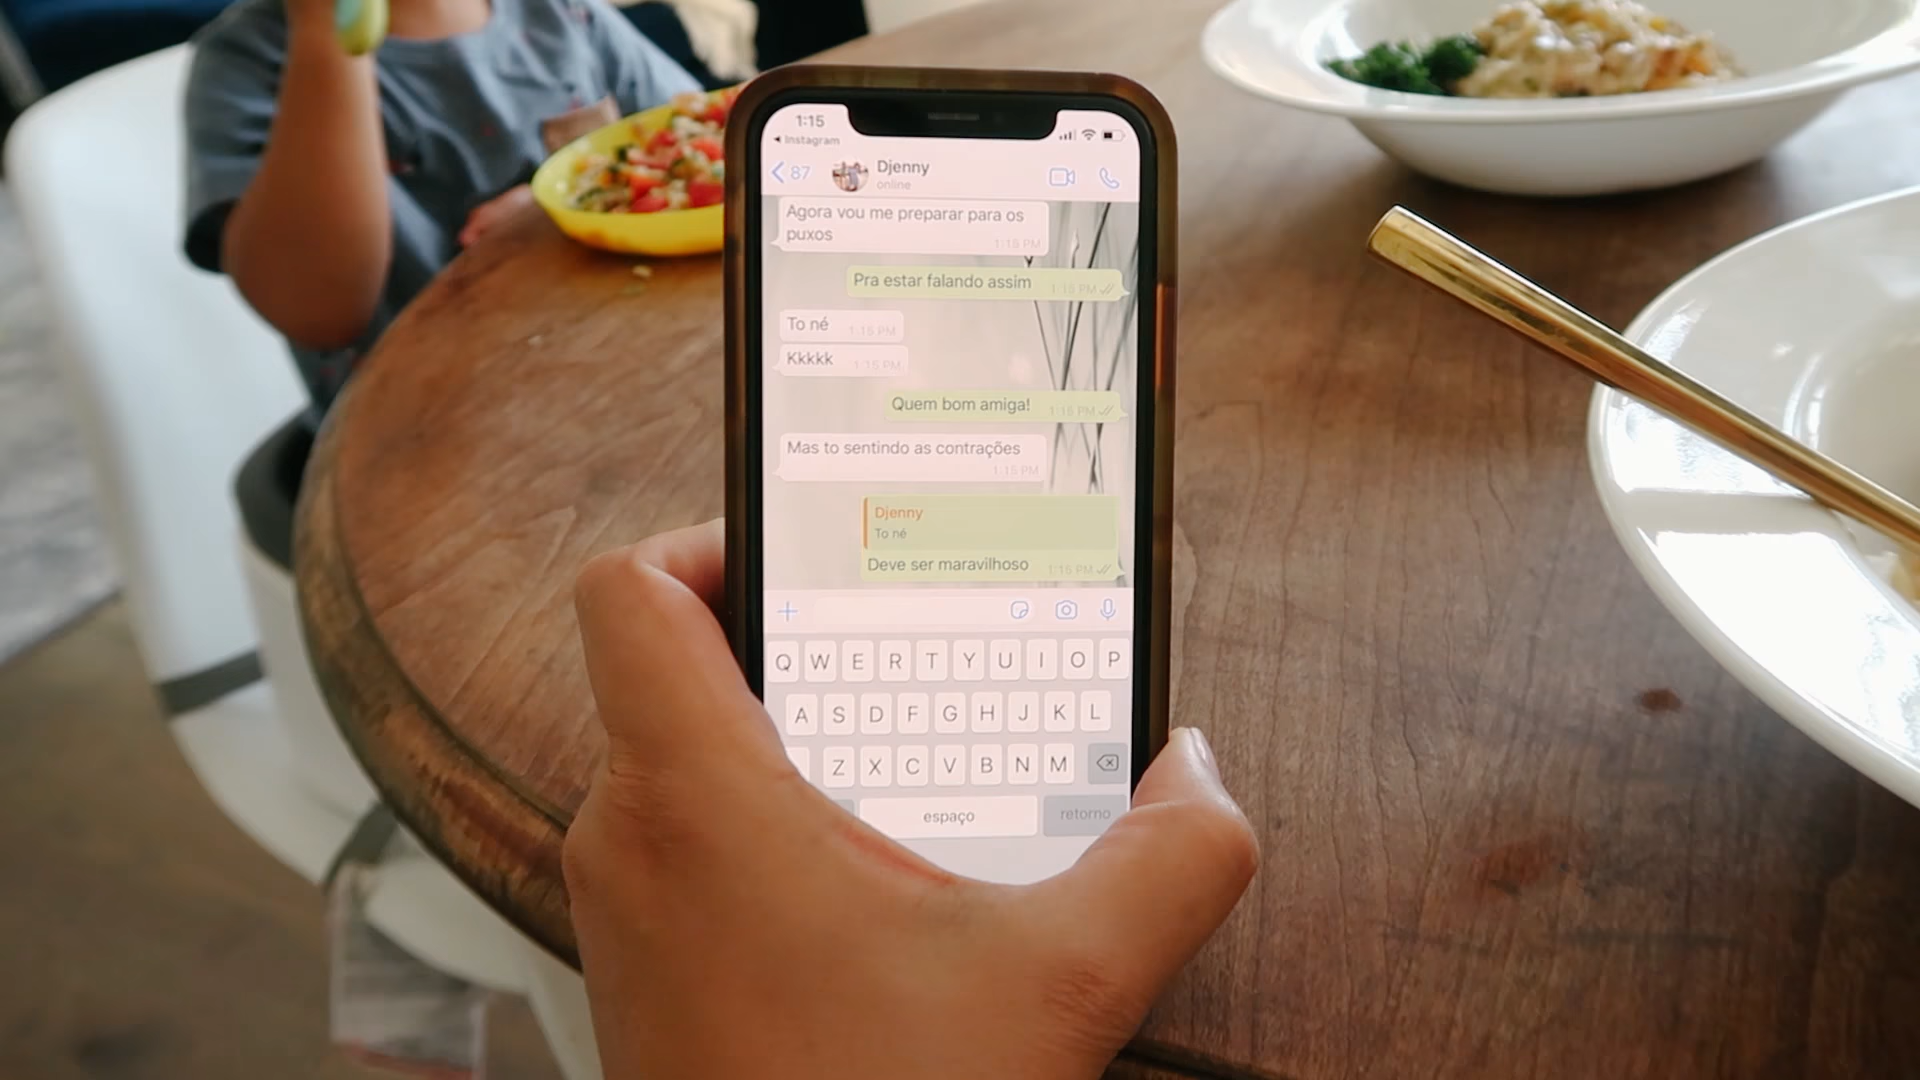 1:15
Instagram
87
Djenny
online
Agora vou me preparar para os
puxos
1:15 PM
Pra estar falando assim
1:15 PM
To né
1:15 PM
Kkkkk
1:15 PM
Quem bom amiga!
1:15 PM
Mas to sentindo as contrações
1:15 PM
Djenny
To né
Deve ser maravilhoso
1:15 PM
Q W E R T Y U I O P
A S D F G H J K L
Z X C V B N M
espaço
retorno